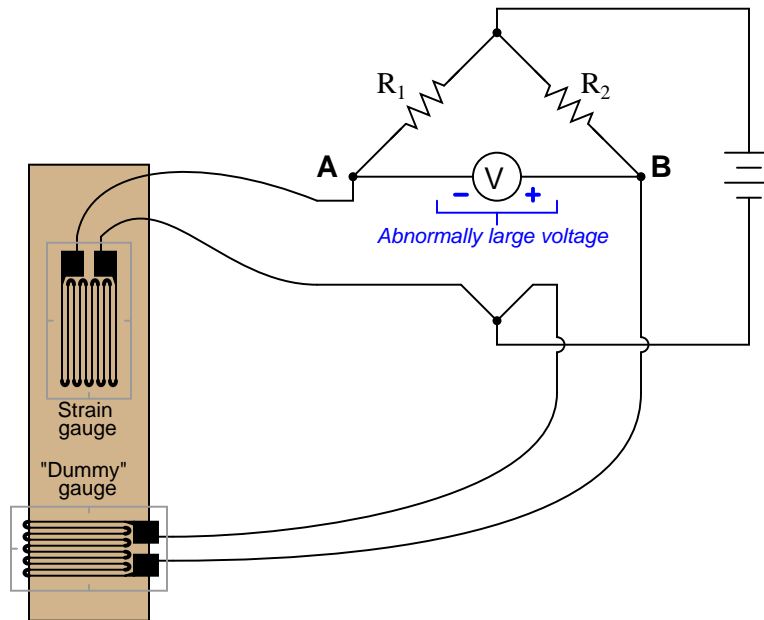 R1
R2
A
B
V
- +
Abnormally large voltage
Strain
gauge
"Dummy"
gauge